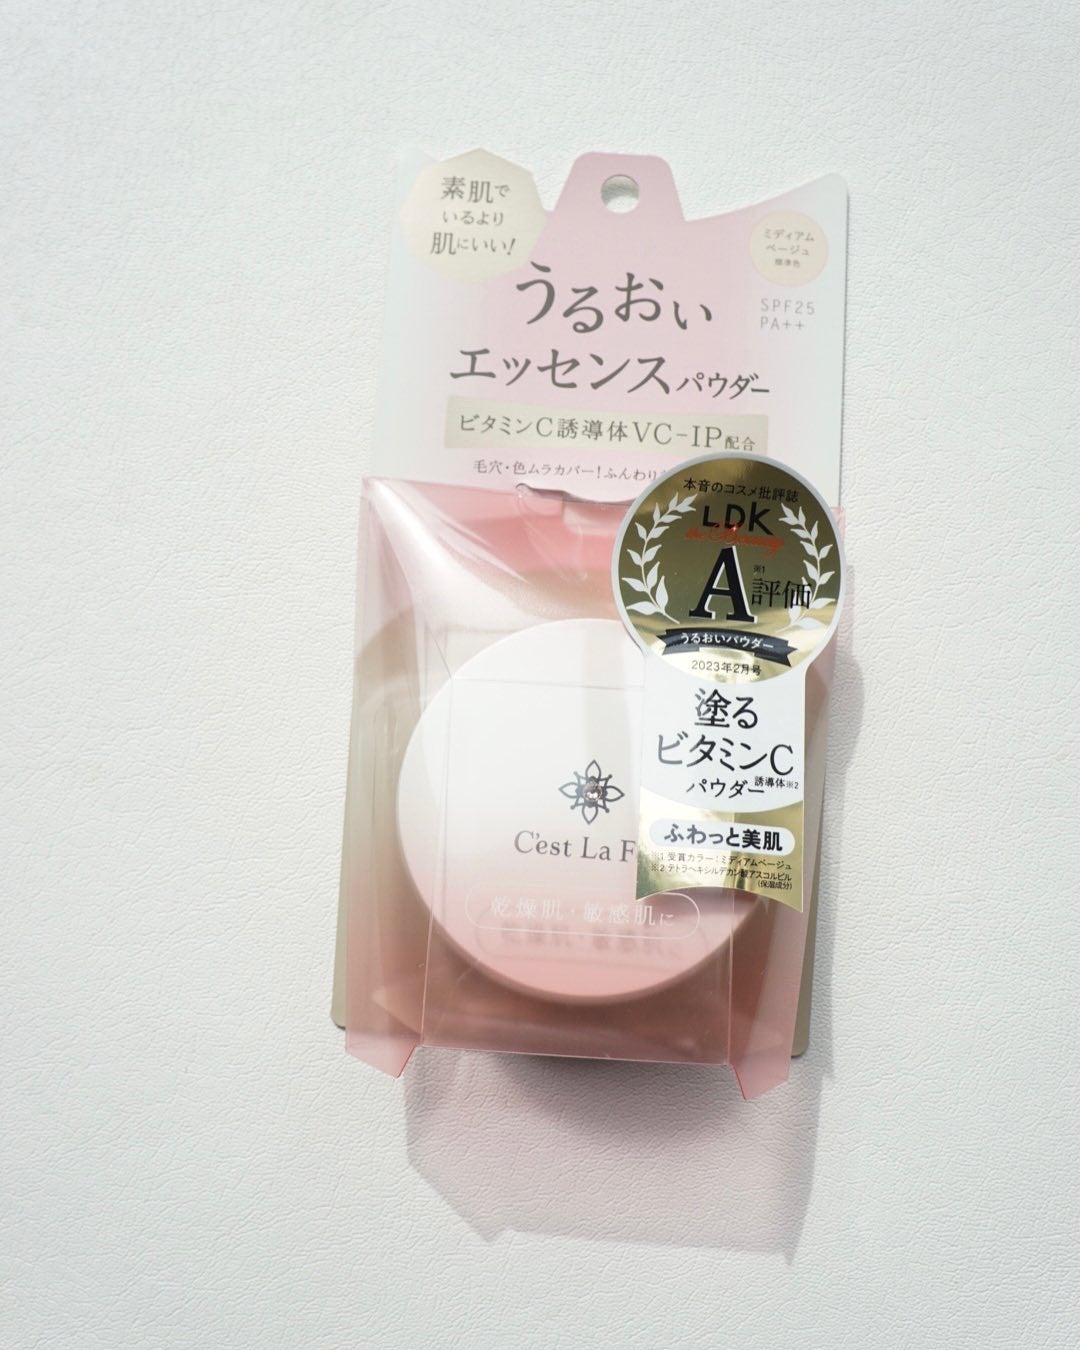 素肌で
いるより
肌にいい!
ミディアム
ベージュ
標準色
SPF25
PA++
うるおい
エッセンスパウダー
ビタミンC誘導体VC-IP配合
毛穴・色ムラカバー!ふんわり
本音のコスメ批評誌
LDK
the Beauty
A※1評価
うるおいパウダー
2023年2月号
塗る
ビタミンC
誘導体※2
パウダー
ふわっと美肌
※1 受賞カラー:ミディアムベージュ
※2 テトラヘキシルデカン酸アスコルビル
(保湿成分)
C'est La F
乾燥肌・敏感肌に